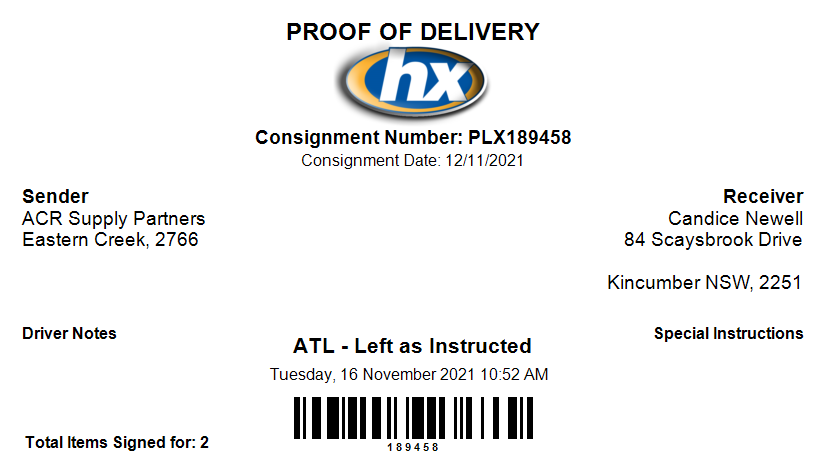 PROOF OF DELIVERY
hx
Consignment Number: PLX189458
Consignment Date: 12/11/2021
Sender
ACR Supply Partners
Eastern Creek, 2766
Receiver
Candice Newell
84 Scaysbrook Drive
Kincumber NSW, 2251
Driver Notes
ATL - Left as Instructed
Tuesday, 16 November 2021 10:52 AM
Special Instructions
189458
Total Items Signed for: 2